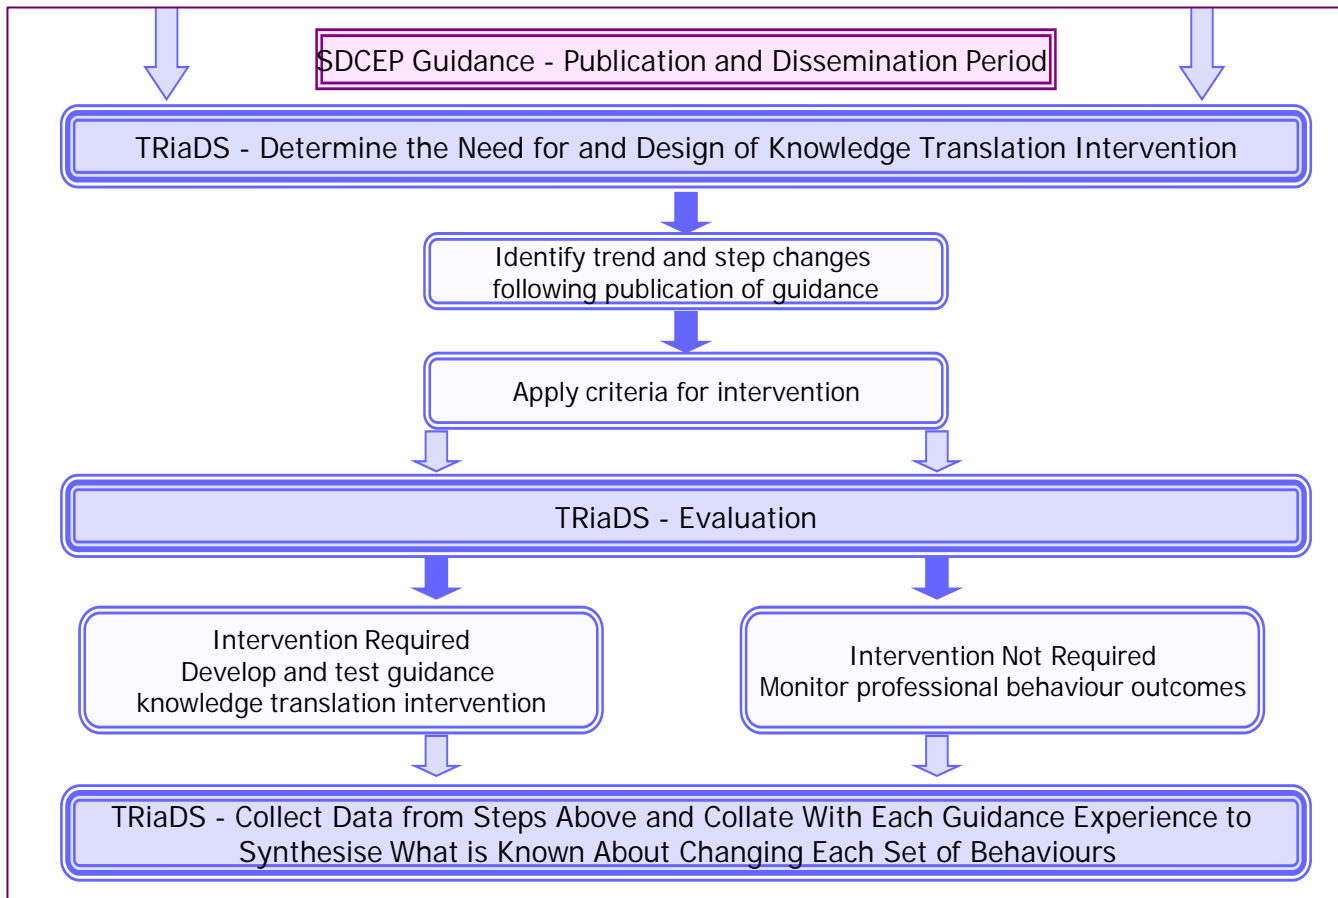 SDCEP Guidance - Publication and Dissemination Period
TRiaDS - Determine the Need for and Design of Knowledge Translation Intervention
Identify trend and step changes
following publication of guidance
Apply criteria for intervention
TRiaDS - Evaluation
Intervention Required
Develop and test guidance
knowledge translation intervention
Intervention Not Required
Monitor professional behaviour outcomes
TRiaDS - Collect Data from Steps Above and Collate With Each Guidance Experience to
Synthesise What is Known About Changing Each Set of Behaviours